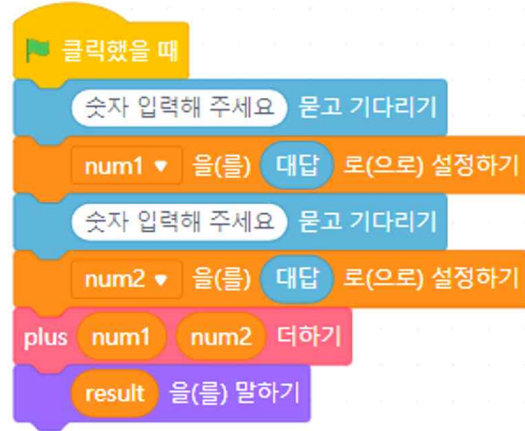 클릭했을 때
숫자 입력해 주세요 묻고 기다리기
num1 을(를) 대답 로(으로) 설정하기
숫자 입력해 주세요 묻고 기다리기
num2 을(를) 대답 로(으로) 설정하기
plus num1 num2 더하기
result 을(를) 말하기